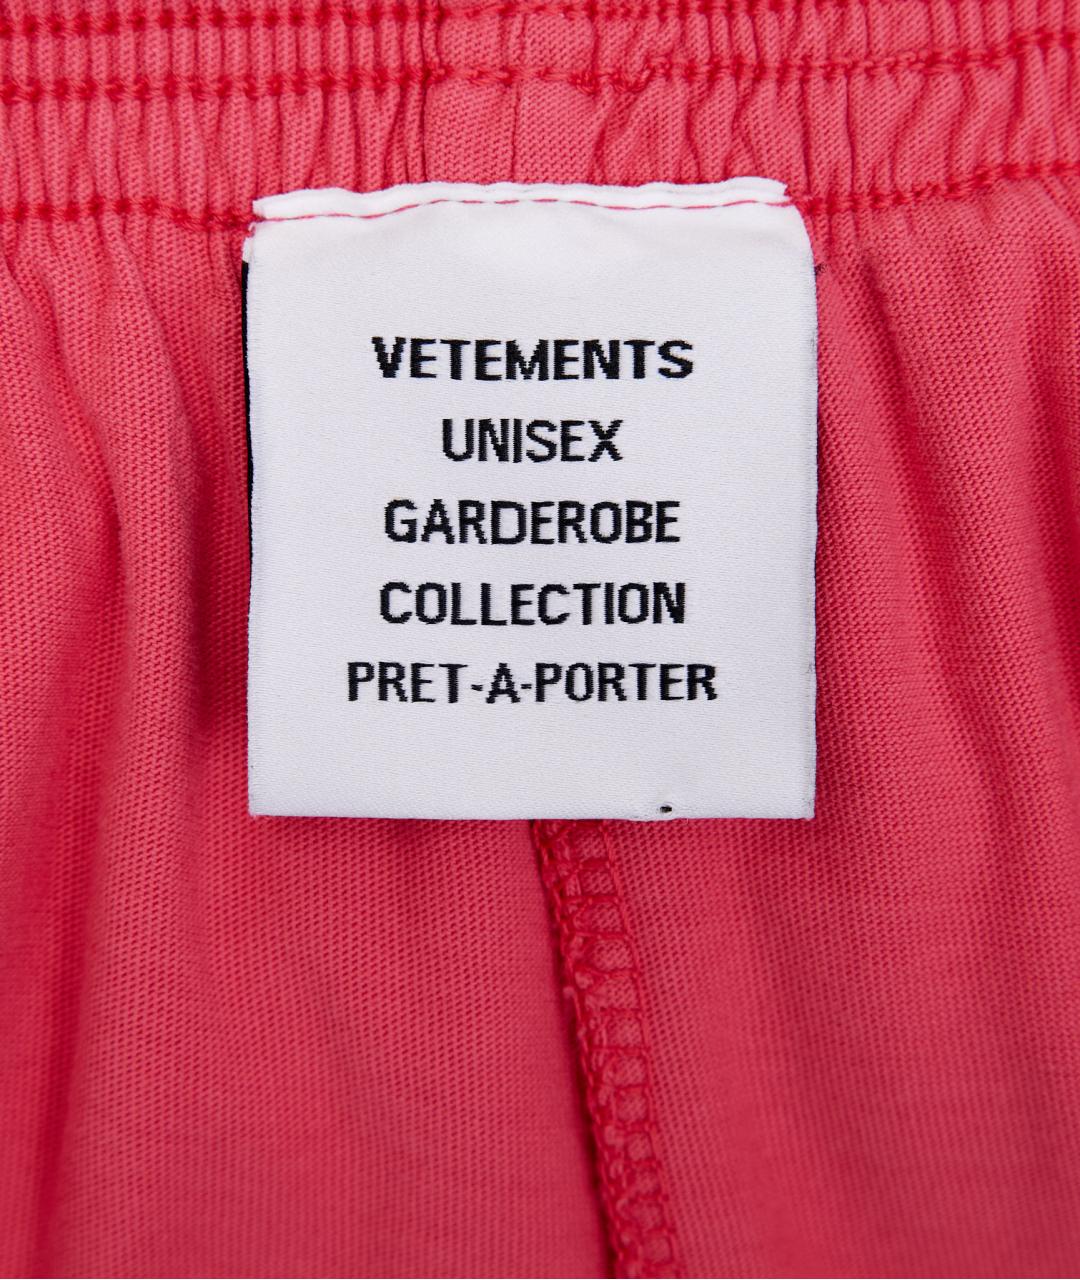 VETEMENTS
UNISEX
GARDEROBE
COLLECTION
PRET-A-PORTER